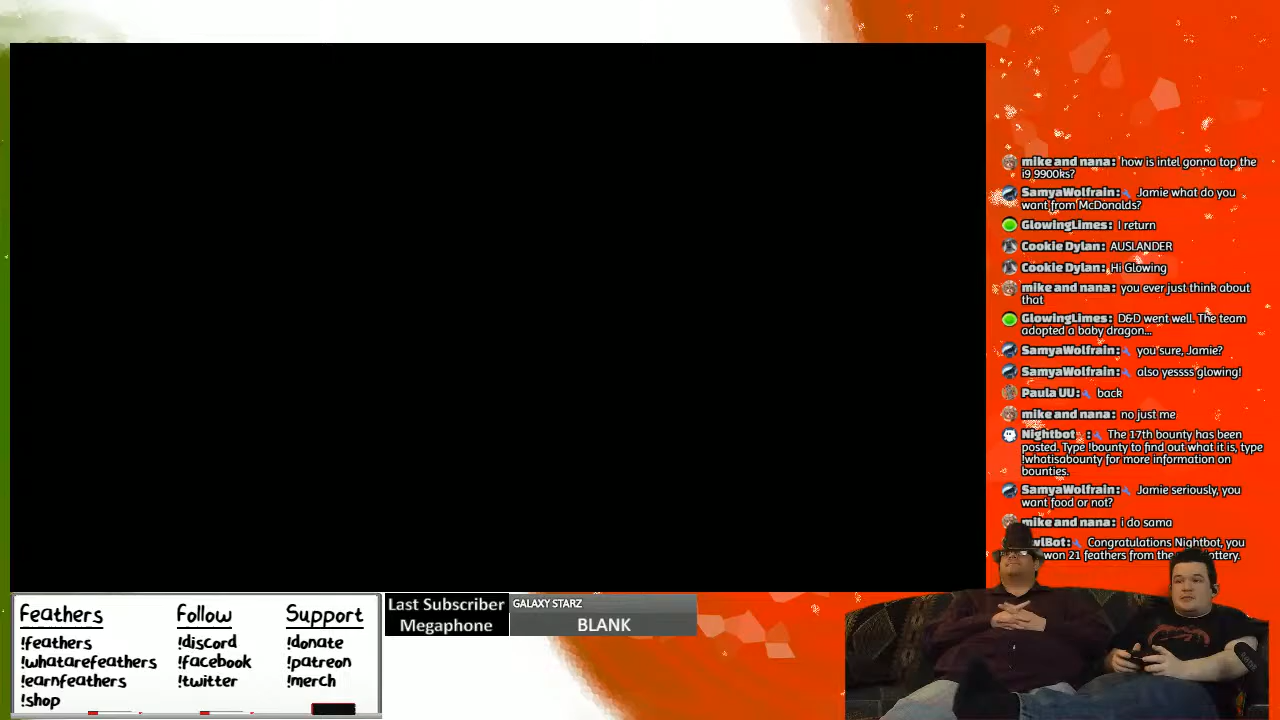 mike and nana: how is intel gonna top the
i9 9900ks?
SamyaWolfrain: Jamie what do you
want from McDonalds?
GlowingLimes: I return
Cookie Dylan: AUSLANDER
Cookie Dylan: Hi Glowing
mike and nana: you ever just think about
that
GlowingLimes: D&D went well. The team
adopted a baby dragon...
SamyaWolfrain: you sure, Jamie?
SamyaWolfrain: also yessss glowing!
Paula UU: back
mike and nana: no just me
Nightbot : The 17th bounty has been
posted. Type !bounty to find out what it is, type
!whatisabounty for more information on
bounties.
SamyaWolfrain: Jamie seriously, you
want food or not?
mike and nana: i do sama
wlBot: Congratulations Nightbot, you
won 21 feathers from the ottery.
Feathers
!feathers
!whatarefeathers
!earnfeathers
!shop
Follow
!discord
!facebook
!twitter
Support
!donate
!patreon
!merch
Last Subscriber
Megaphone
GALAXY STARZ
BLANK